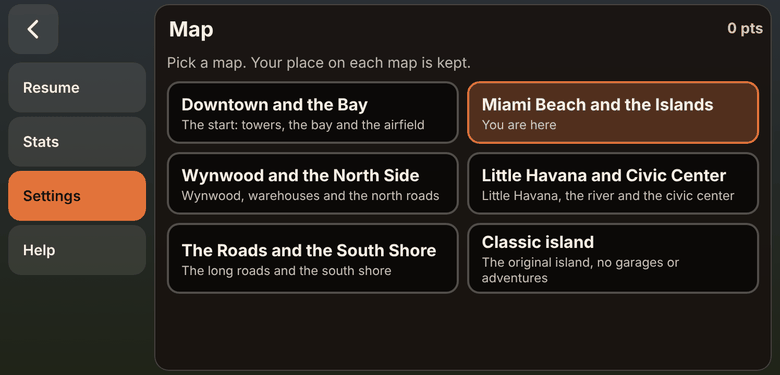 Map
0 pts
Resume
Stats
Settings
Help
Pick a map. Your place on each map is kept.
Downtown and the Bay
The start: towers, the bay and the airfield
Miami Beach and the Islands
You are here
Wynwood and the North Side
Wynwood, warehouses and the north roads
Little Havana and Civic Center
Little Havana, the river and the civic center
The Roads and the South Shore
The long roads and the south shore
Classic island
The original island, no garages or
adventures